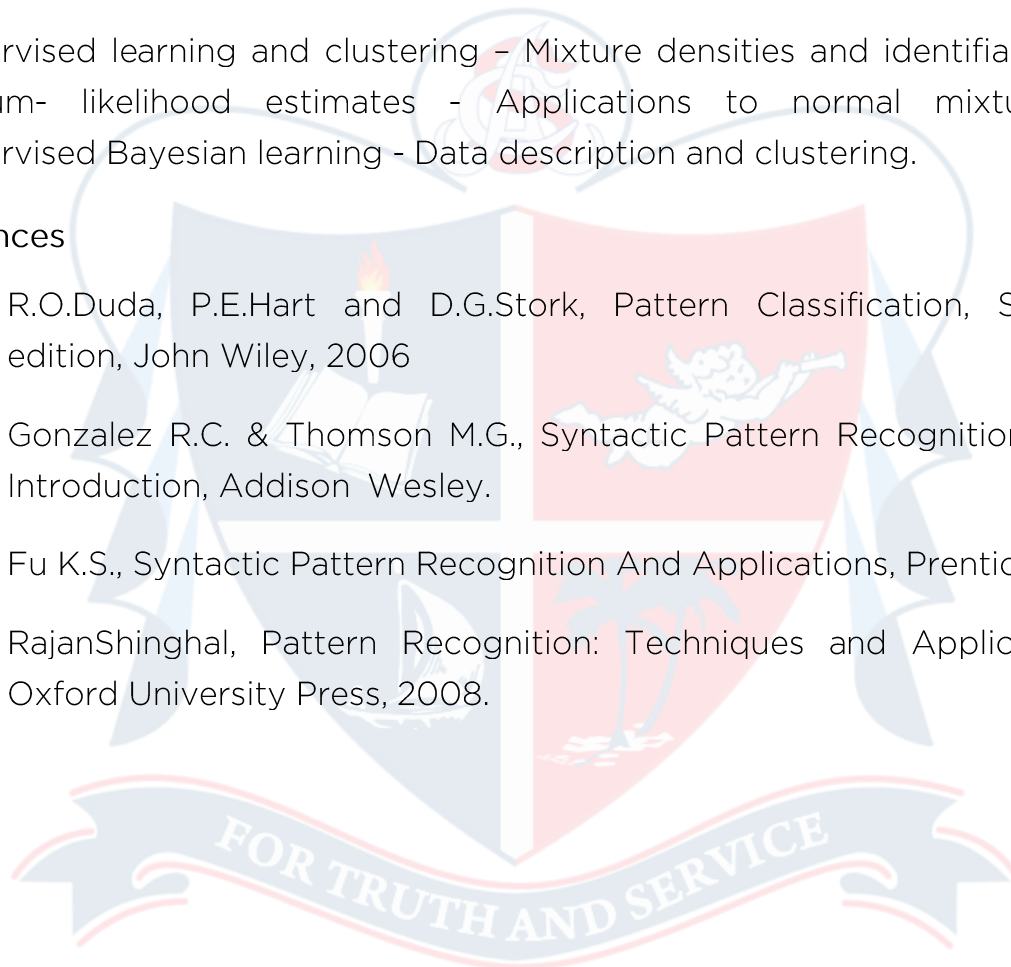 rvised learning and clustering – Mixture densities and identifia
um- likelihood estimates - Applications to normal mixtu
rvised Bayesian learning - Data description and clustering.
nces
R.O.Duda, P.E.Hart and D.G.Stork, Pattern Classification, S
edition, John Wiley, 2006
Gonzalez R.C. & Thomson M.G., Syntactic Pattern Recognition
Introduction, Addison Wesley.
Fu K.S., Syntactic Pattern Recognition And Applications, Prentic
RajanShinghal, Pattern Recognition: Techniques and Applic
Oxford University Press, 2008.
FOR TRUTH AND SERVICE